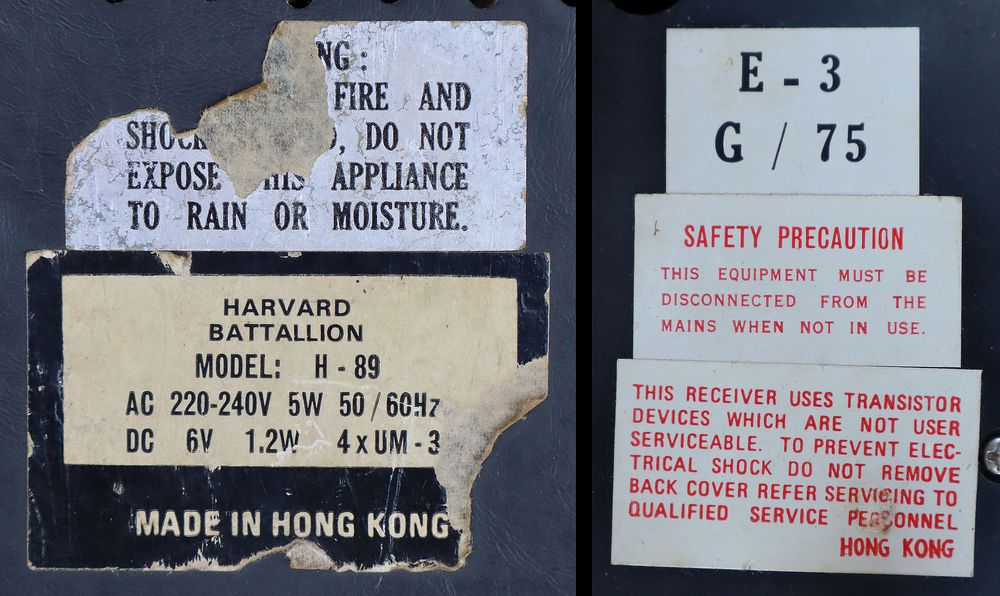 NG:
FIRE AND
DO NOT
EXPOSE APPLIANCE
TO RAIN OR MOISTURE.
HARVARD
BATTALLION
MODEL: H - 89
AC 220-240V 5W 50/60Hz
DC 6V 1.2W 4 x UM - 3
MADE IN HONG KONG
E - 3
G / 75
SAFETY PRECAUTION
THIS EQUIPMENT MUST BE
DISCONNECTED FROM THE
MAINS WHEN NOT IN USE.
THIS RECEIVER USES TRANSISTOR
DEVICES WHICH ARE NOT USER
SERVICEABLE. TO PREVENT ELEC-
TRICAL SHOCK DO NOT REMOVE
BACK COVER REFER SERVICING TO
QUALIFIED SERVICE PERSONNEL
HONG KONG